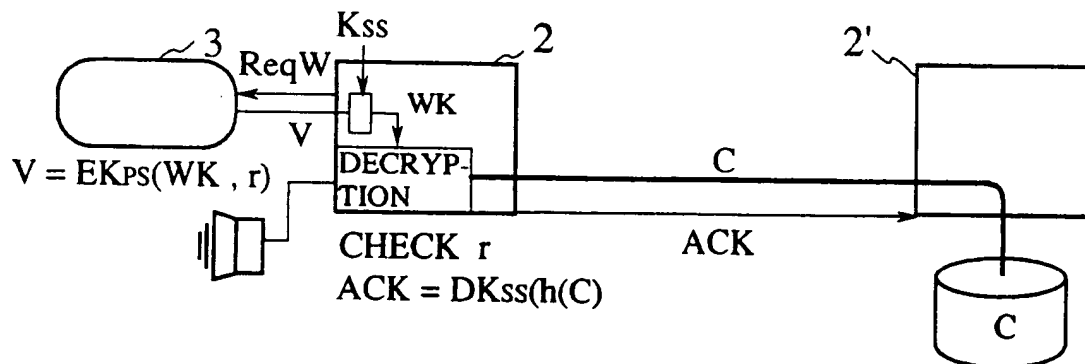 3
ReqW
Kss
2
2'
WK
V
V = EKPS(WK , r)
DECRYP-
TION
C
ACK
CHECK r
ACK = DKss(h(C)
C